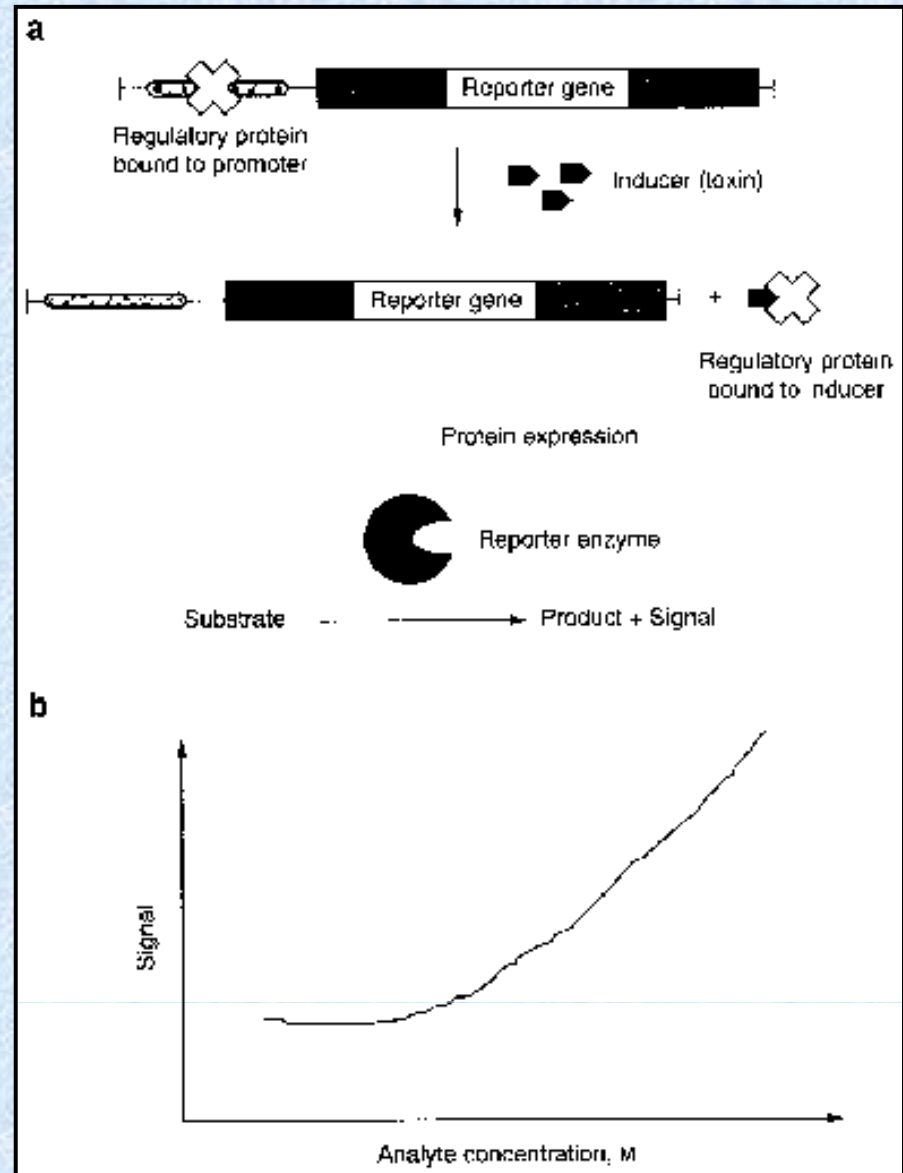 a
Reporter gene
Regulatory protein
bound to promoter
Inducer (toxin)
Reporter gene
+
Regulatory protein
bound to inducer
Protein expression
Reporter enzyme
Substrate
Product + Signal
b
Signal
Analyte concentration, M